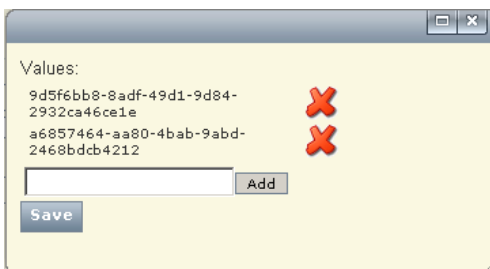 Values:
9d5f6bb8-8adf-49d1-9d84-
2932ca46ce1e
a6857464-aa80-4bab-9abd-
2468bdcb4212
Add
Save